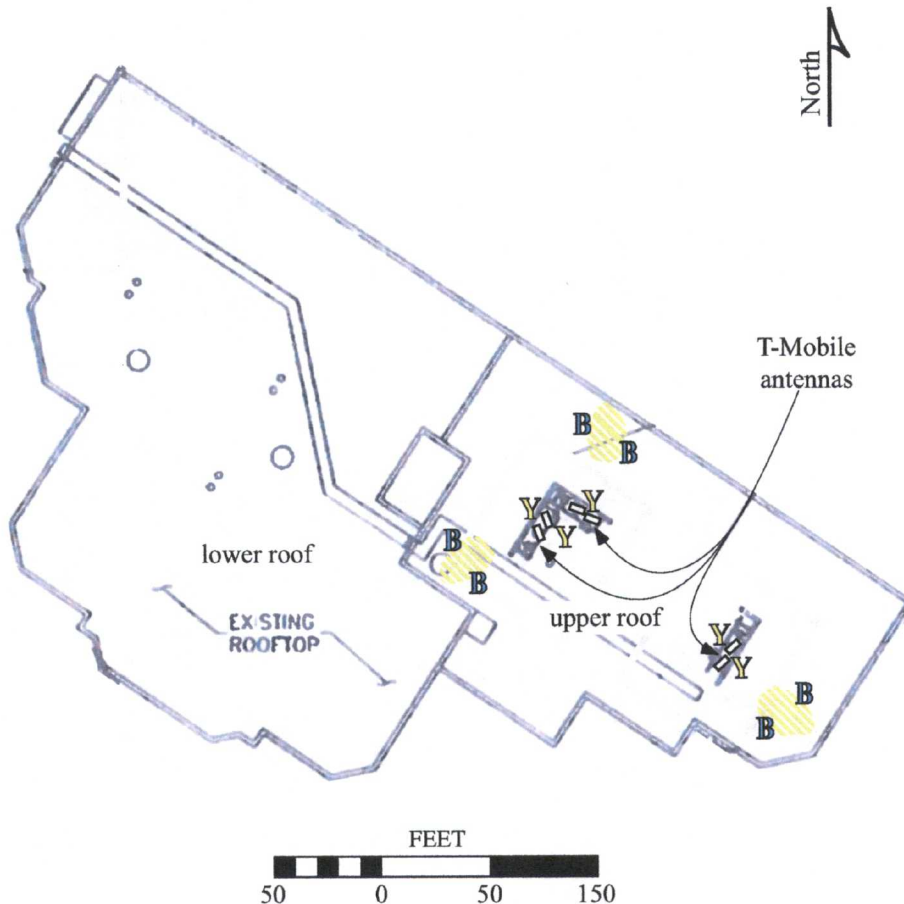 North
T-Mobile
antennas
B
B
Y
Y
Y
Y
B
B
lower roof
upper roof
EXISTING
ROOFTOP
Y
Y
B
B
FEET
50 0 50 150